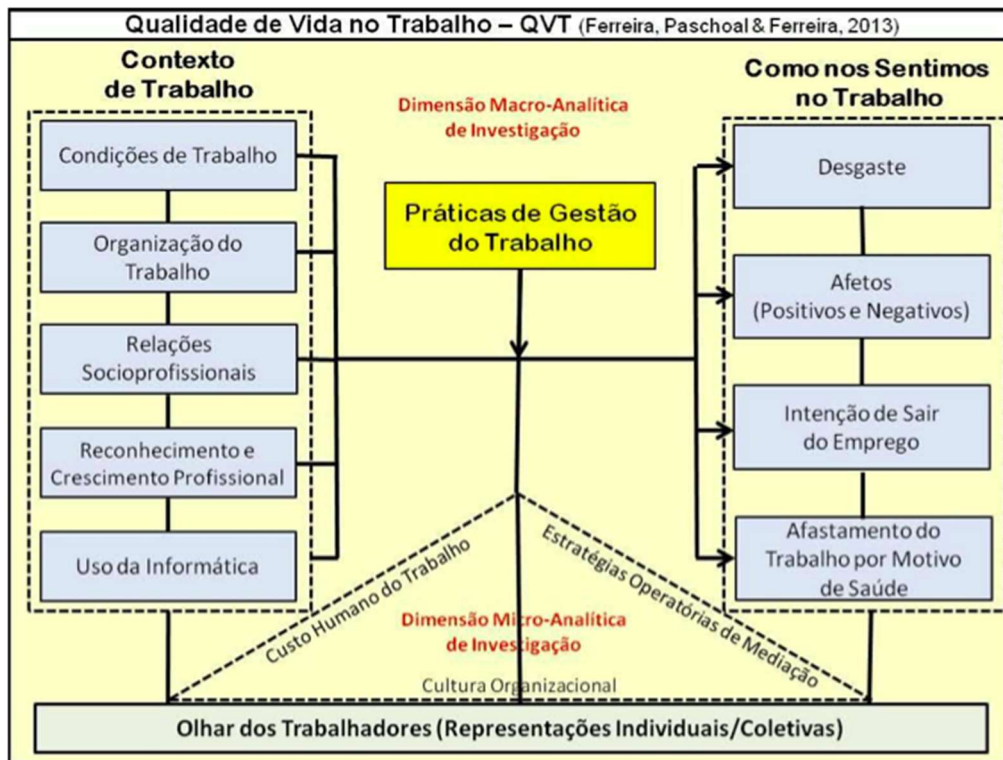 Qualidade de Vida no Trabalho – QVT (Ferreira, Paschoal & Ferreira, 2013)
Contexto
de Trabalho
Condições de Trabalho
Organização do
Trabalho
Relações
Socioprofissionais
Reconhecimento e
Crescimento Profissional
Uso da Informática
Dimensão Macro-Analítica
de Investigação
Práticas de Gestão
do Trabalho
Como nos Sentimos
no Trabalho
Desgaste
Afetos
(Positivos e Negativos)
Intenção de Sair
do Emprego
Afastamento do
Trabalho por Motivo
de Saúde
Custo Humano do Trabalho
Estratégias Operatórias de Mediação
Dimensão Micro-Analítica
de Investigação
Cultura Organizacional
Olhar dos Trabalhadores (Representações Individuais/Coletivas)